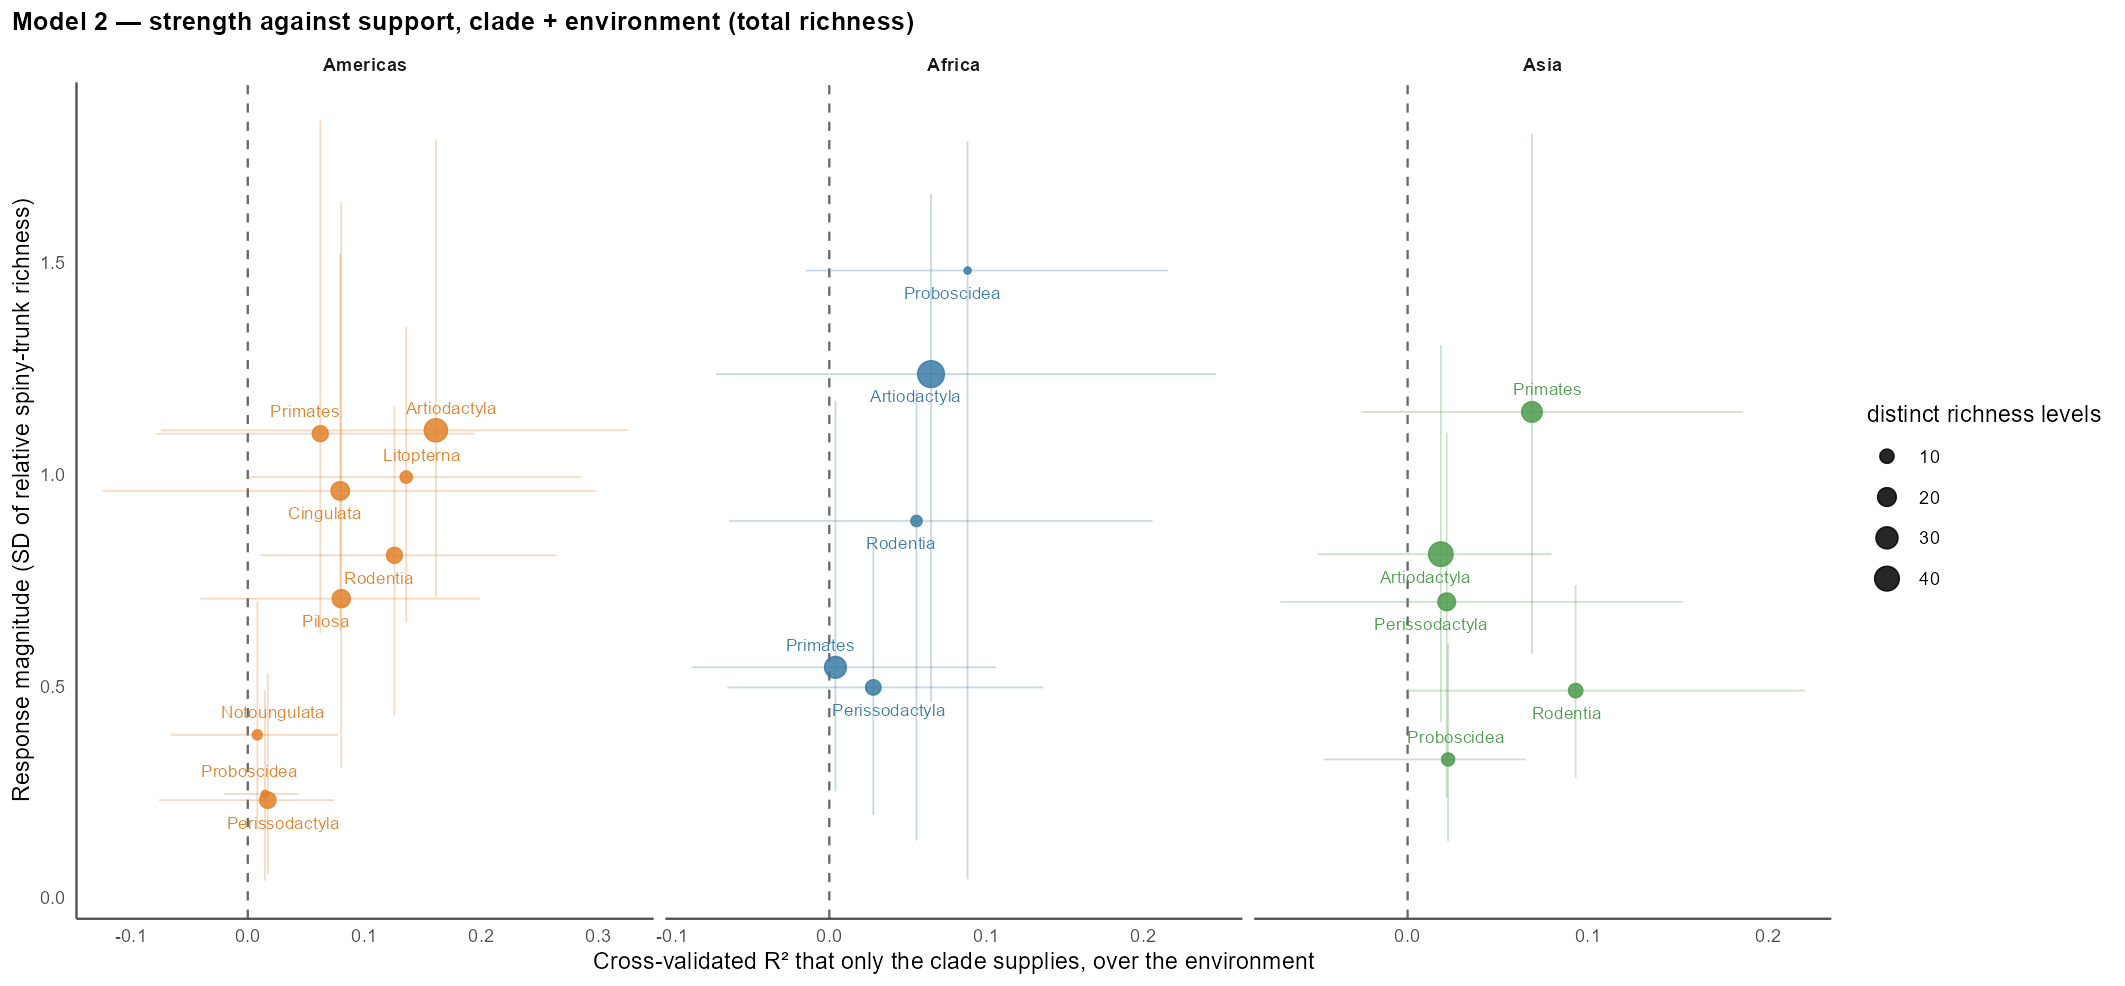 Model 2 — strength against support, clade + environment (total richness)
Americas
Africa
Asia
Response magnitude (SD of relative spiny-trunk richness)
1.5
1.0
0.5
0.0
Primates
Artiodactyla
Litopterna
Cingulata
Rodentia
Pilosa
Notoungulata
Proboscidea
Perissodactyla
Proboscidea
Artiodactyla
Rodentia
Primates
Perissodactyla
Primates
Artiodactyla
Perissodactyla
Rodentia
Proboscidea
distinct richness levels
10
20
30
40
-0.1 0.0 0.1 0.2 0.3
-0.1 0.0 0.1 0.2
0.0 0.1 0.2
Cross-validated R² that only the clade supplies, over the environment